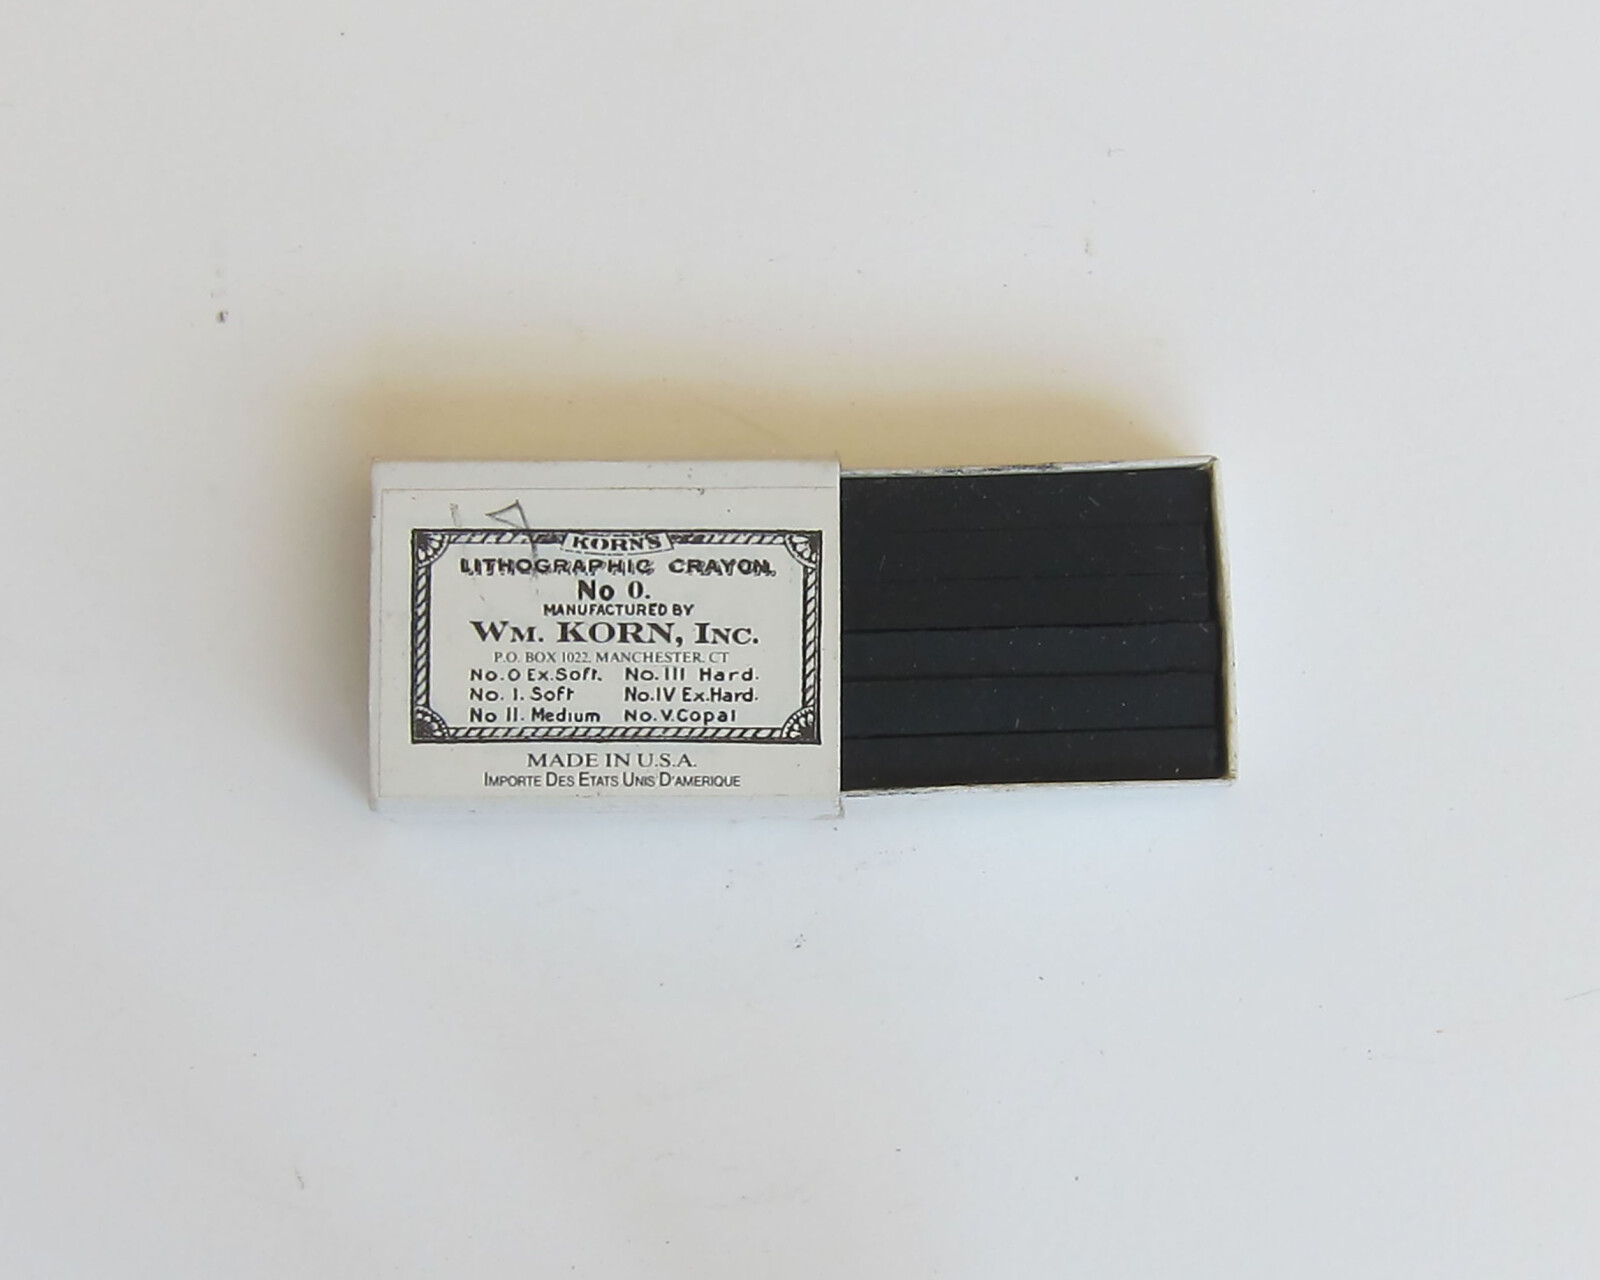 KORN'S
LITHOGRAPHIC CRAYON.
No 0.
MANUFACTURED BY
WM. KORN, INC.
P.O. BOX 1022, MANCHESTER, CT
No. 0 Ex. Soft. No. III Hard.
No. I. Soft No. IV Ex. Hard.
No II. Medium No. V. Copal
MADE IN U.S.A.
IMPORTE DES ETATS UNIS D'AMERIQUE